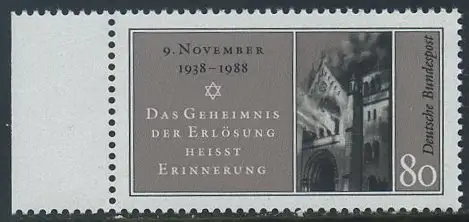 9. NOVEMBER
1938–1988
DAS GEHEIMNIS
DER ERLÖSUNG
HEISST
ERINNERUNG
Deutsche Bundespost
80